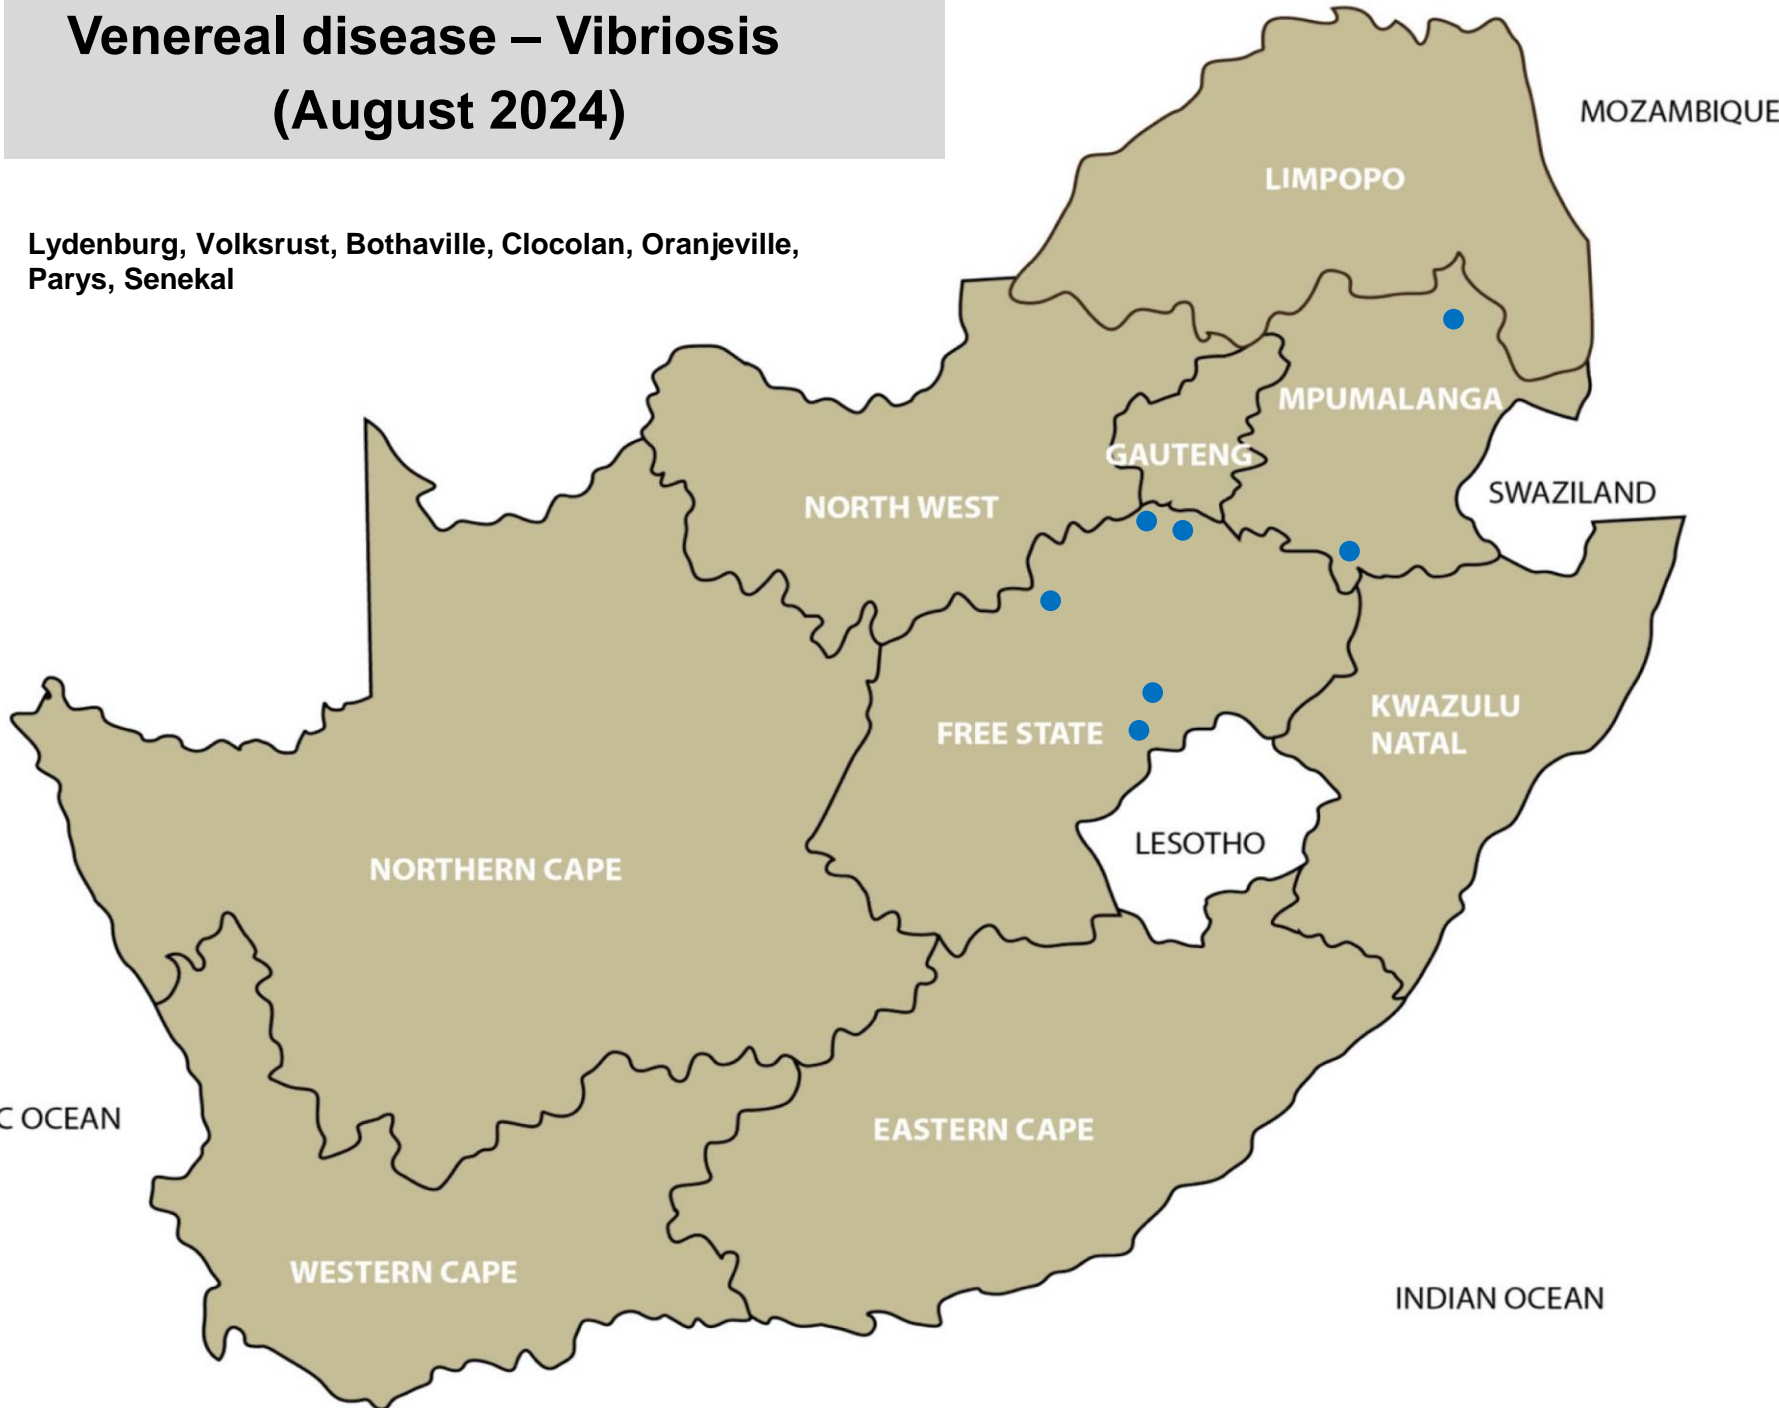 Venereal disease – Vibriosis
(August 2024)
Lydenburg, Volksrust, Bothaville, Clocolan, Oranjeville,
Parys, Senekal
MOZAMBIQUE
LIMPOPO
MPUMALANGA
GAUTENG
SWAZILAND
NORTH WEST
KWAZULU
NATAL
FREE STATE
LESOTHO
NORTHERN CAPE
C OCEAN
EASTERN CAPE
WESTERN CAPE
INDIAN OCEAN